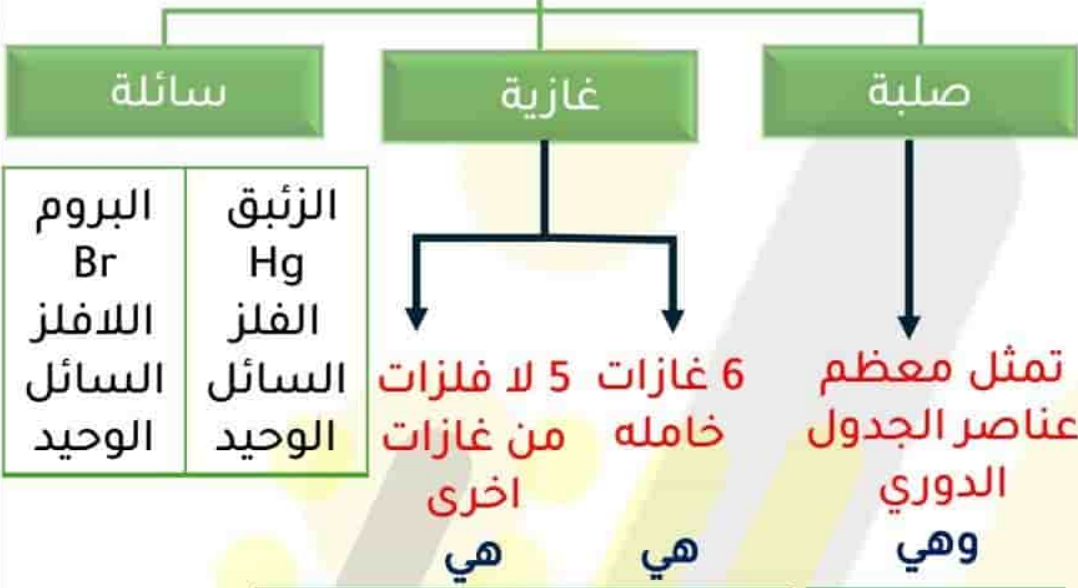 صلبة
غازية
سائلة
تمثل معظم
عناصر الجدول
الدوري
وهي
6 غازات
خامله
هي
5 لا فلزات
من غازات
اخرى
هي
الزئبق
Hg
الفلز
السائل
الوحيد
البروم
Br
اللافلز
السائل
الوحيد